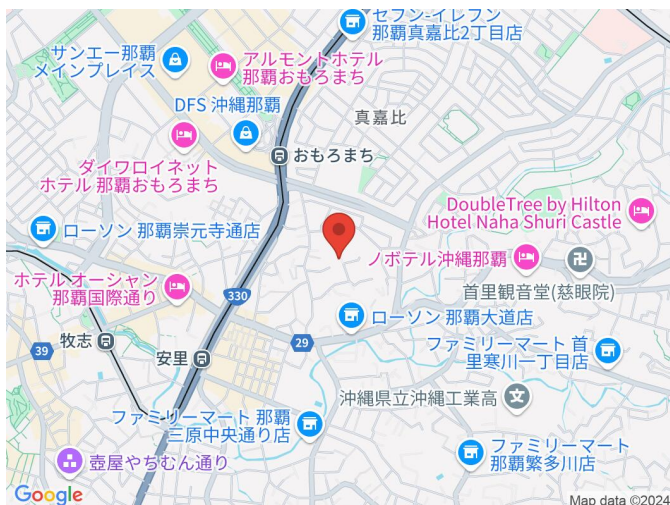 セブン-イレブン
那覇真嘉比2丁目店
サンエー那覇
メインプレイス
アルモントホテル
那覇おもろまち
DFS 沖縄那覇
真嘉比
おもろまち
ダイワロイネット
ホテル 那覇おもろまち
DoubleTree by Hilton
Hotel Naha Shuri Castle
ローソン 那覇崇元寺通店
ノボテル沖縄那覇
首里観音堂(慈眼院)
ホテル オーシャン
那覇国際通り
330
ローソン 那覇大道店
29
39
牧志
安里
ファミリーマート 首
里寒川一丁目店
沖縄県立沖縄工業高
ファミリーマート 那覇
三原中央通り店
ファミリーマート
那覇繁多川店
壺屋やちむん通り
Google
Map data ©2024